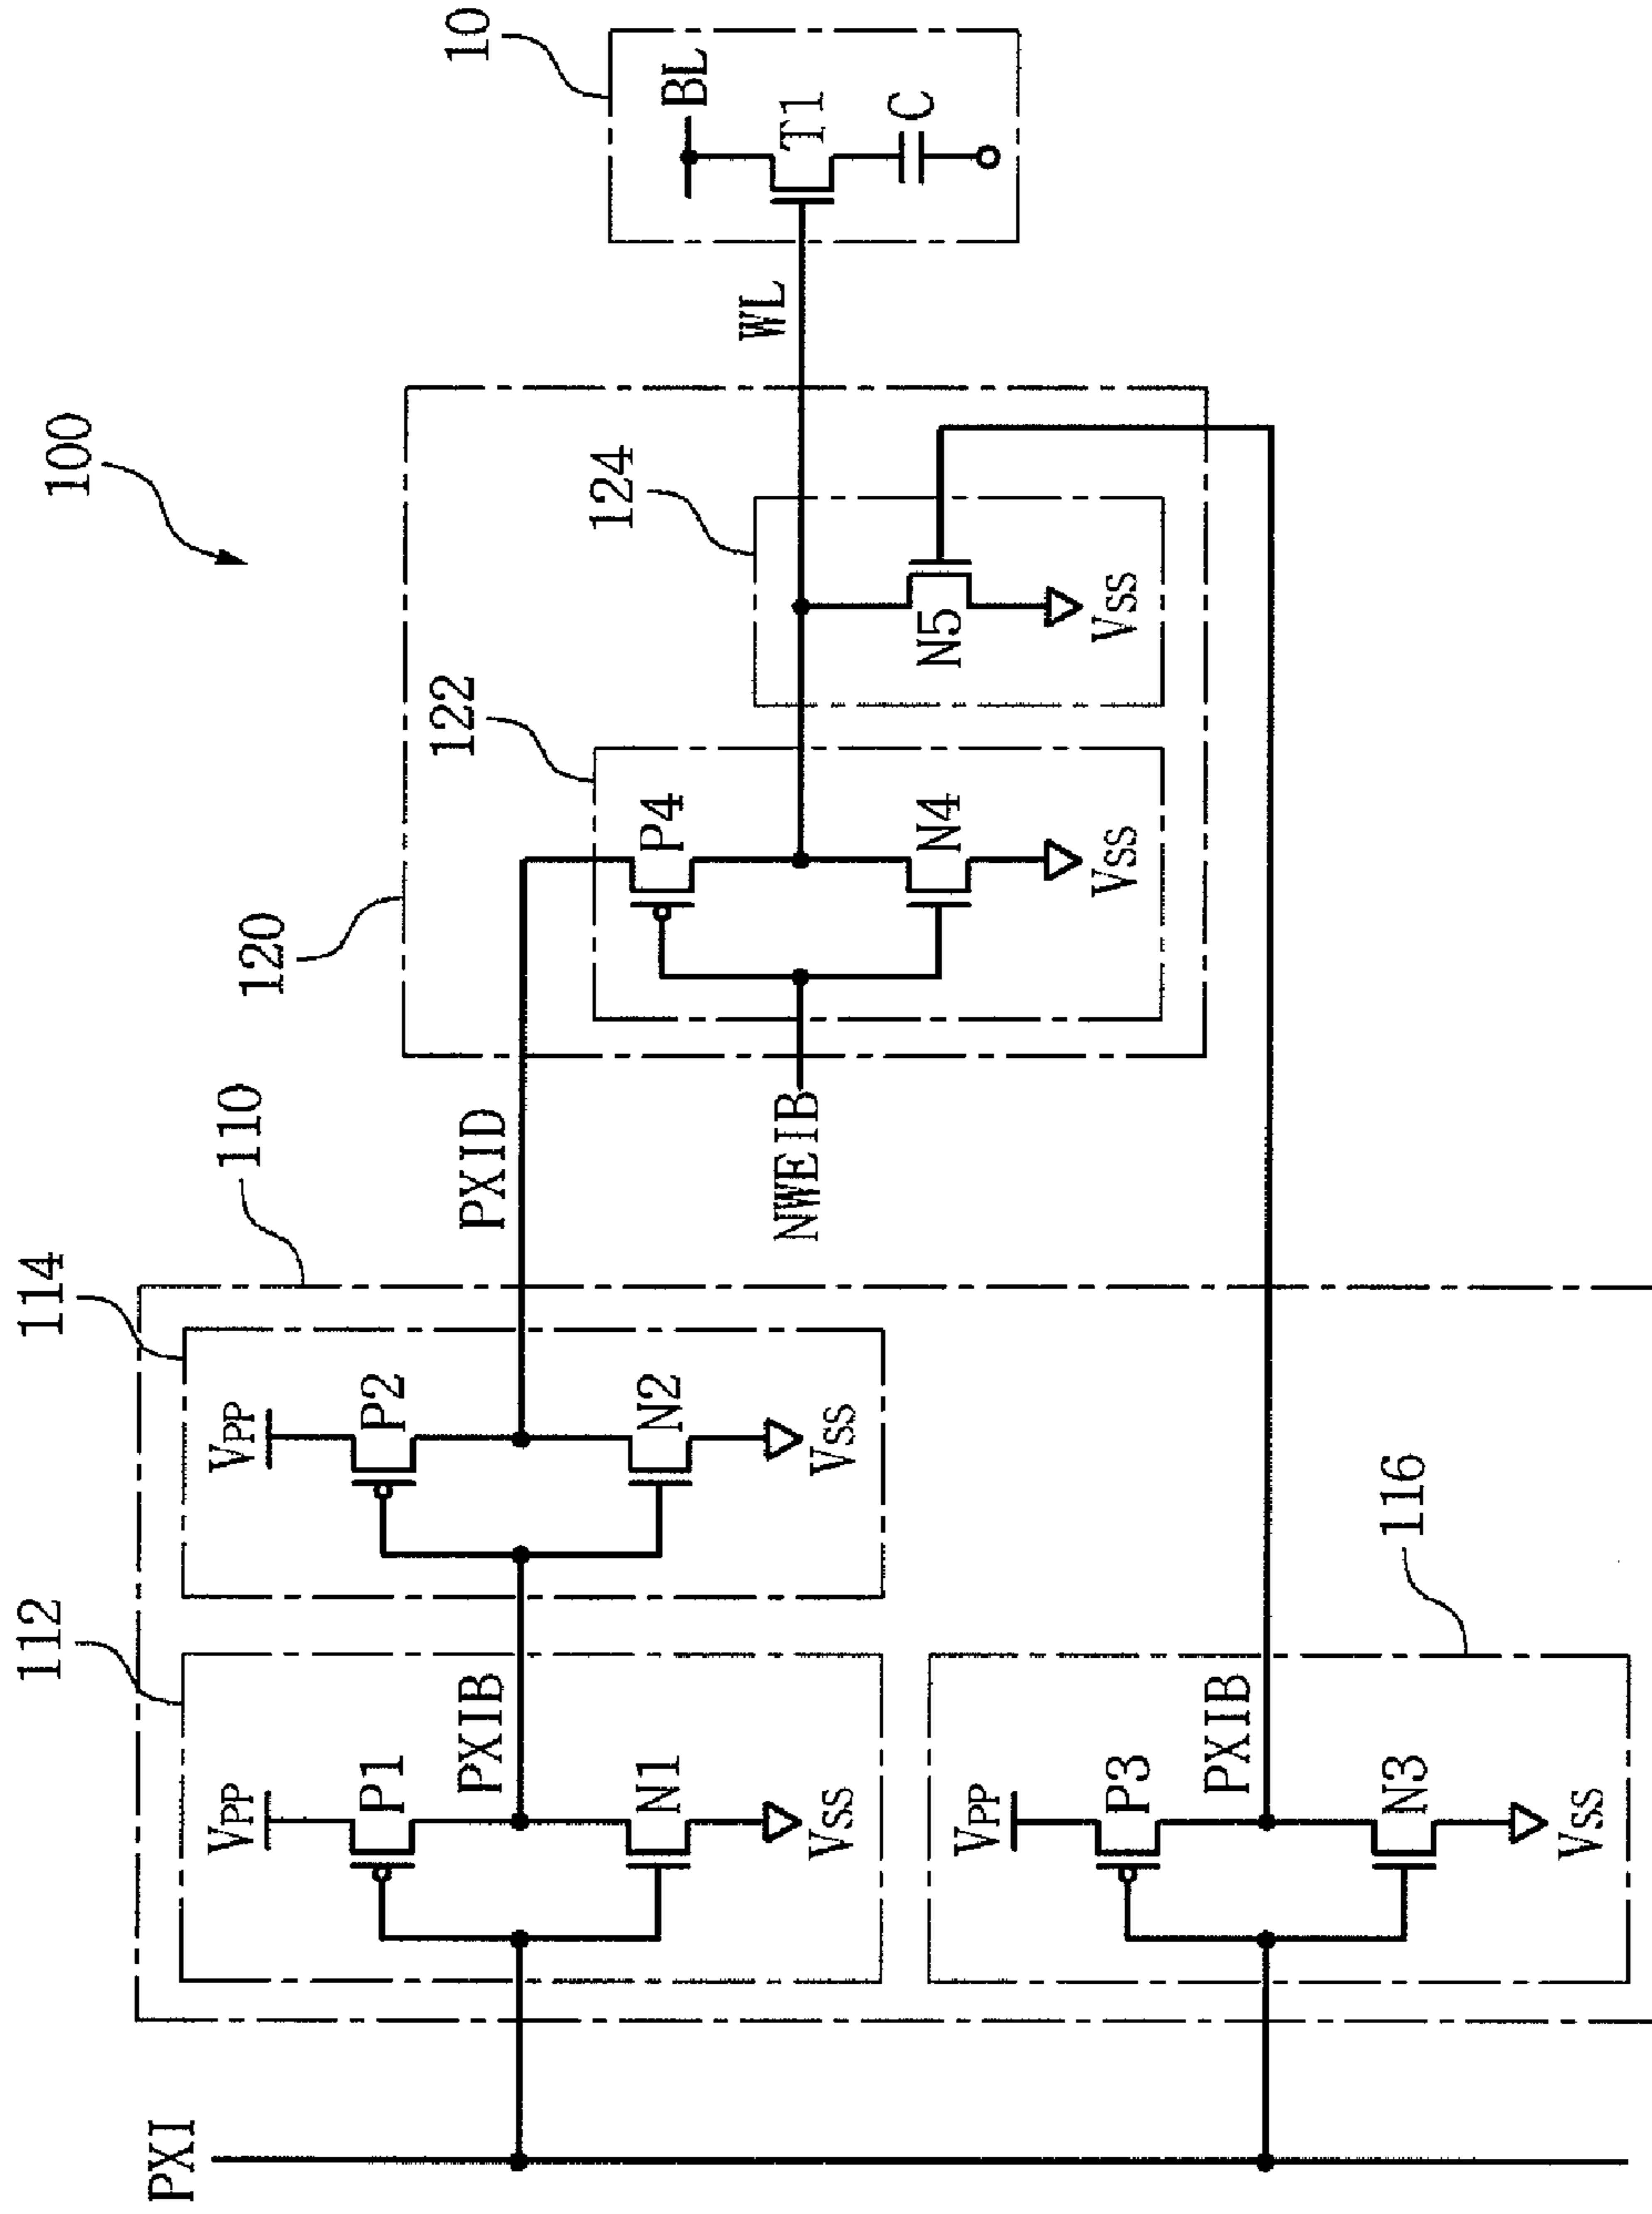 100
PXI
110
112
VPP
P1
PXIB
N1
VSS
114
VPP
P2
N2
VSS
PXID
116
VPP
P3
PXIB
N3
VSS
120
NWEIB
122
P4
N4
VSS
124
N5
VSS
WL
10
BL
T1
C